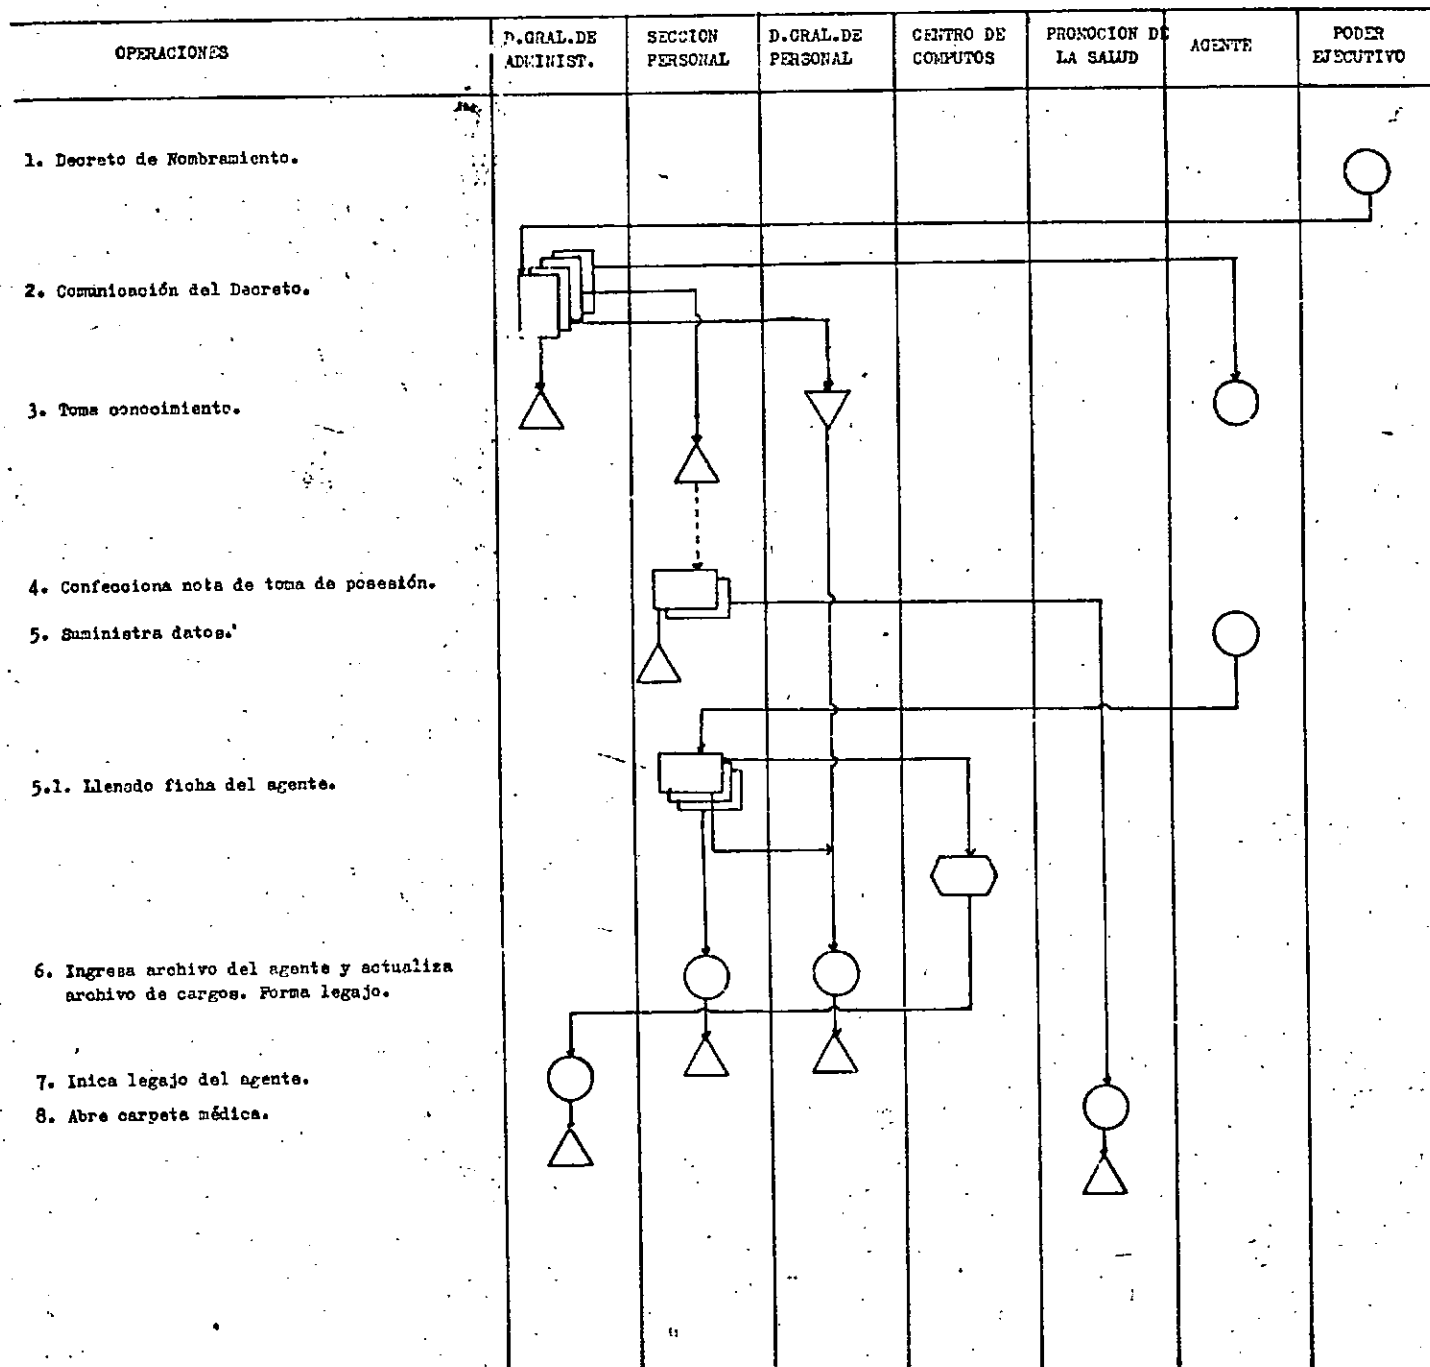 OPERACIONES
D.GRAL.DE
ADMINIST.
SECCION
PERSONAL
D.GRAL.DE
PERSONAL
CENTRO DE
COMPUTOS
PROMOCION DE
LA SALUD
AGENTE
PODER
EJECUTIVO
1. Decreto de Nombramiento.
2. Comunicación del Decreto.
3. Toma conocimiento.
4. Confecciona nota de toma de posesión.
5. Suministra datos.
5.1. Llenado ficha del agente.
6. Ingresa archivo del agente y actualiza
archivo de cargos. Forma legajo.
7. Inica legajo del agente.
8. Abre carpeta médica.